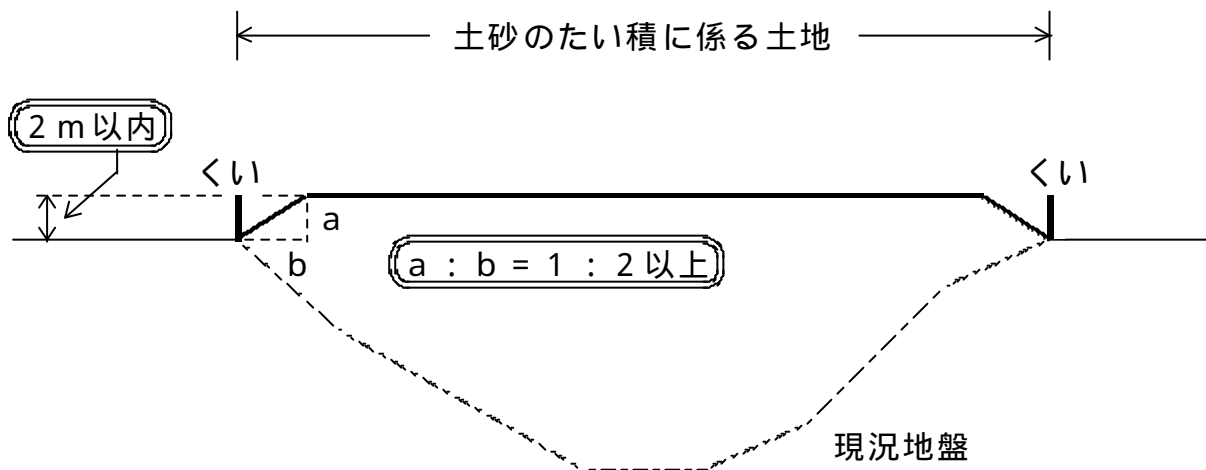 土砂のたい積に係る土地
２ｍ以内
くい
くい
a
b
a：b＝1：2以上
現況地盤